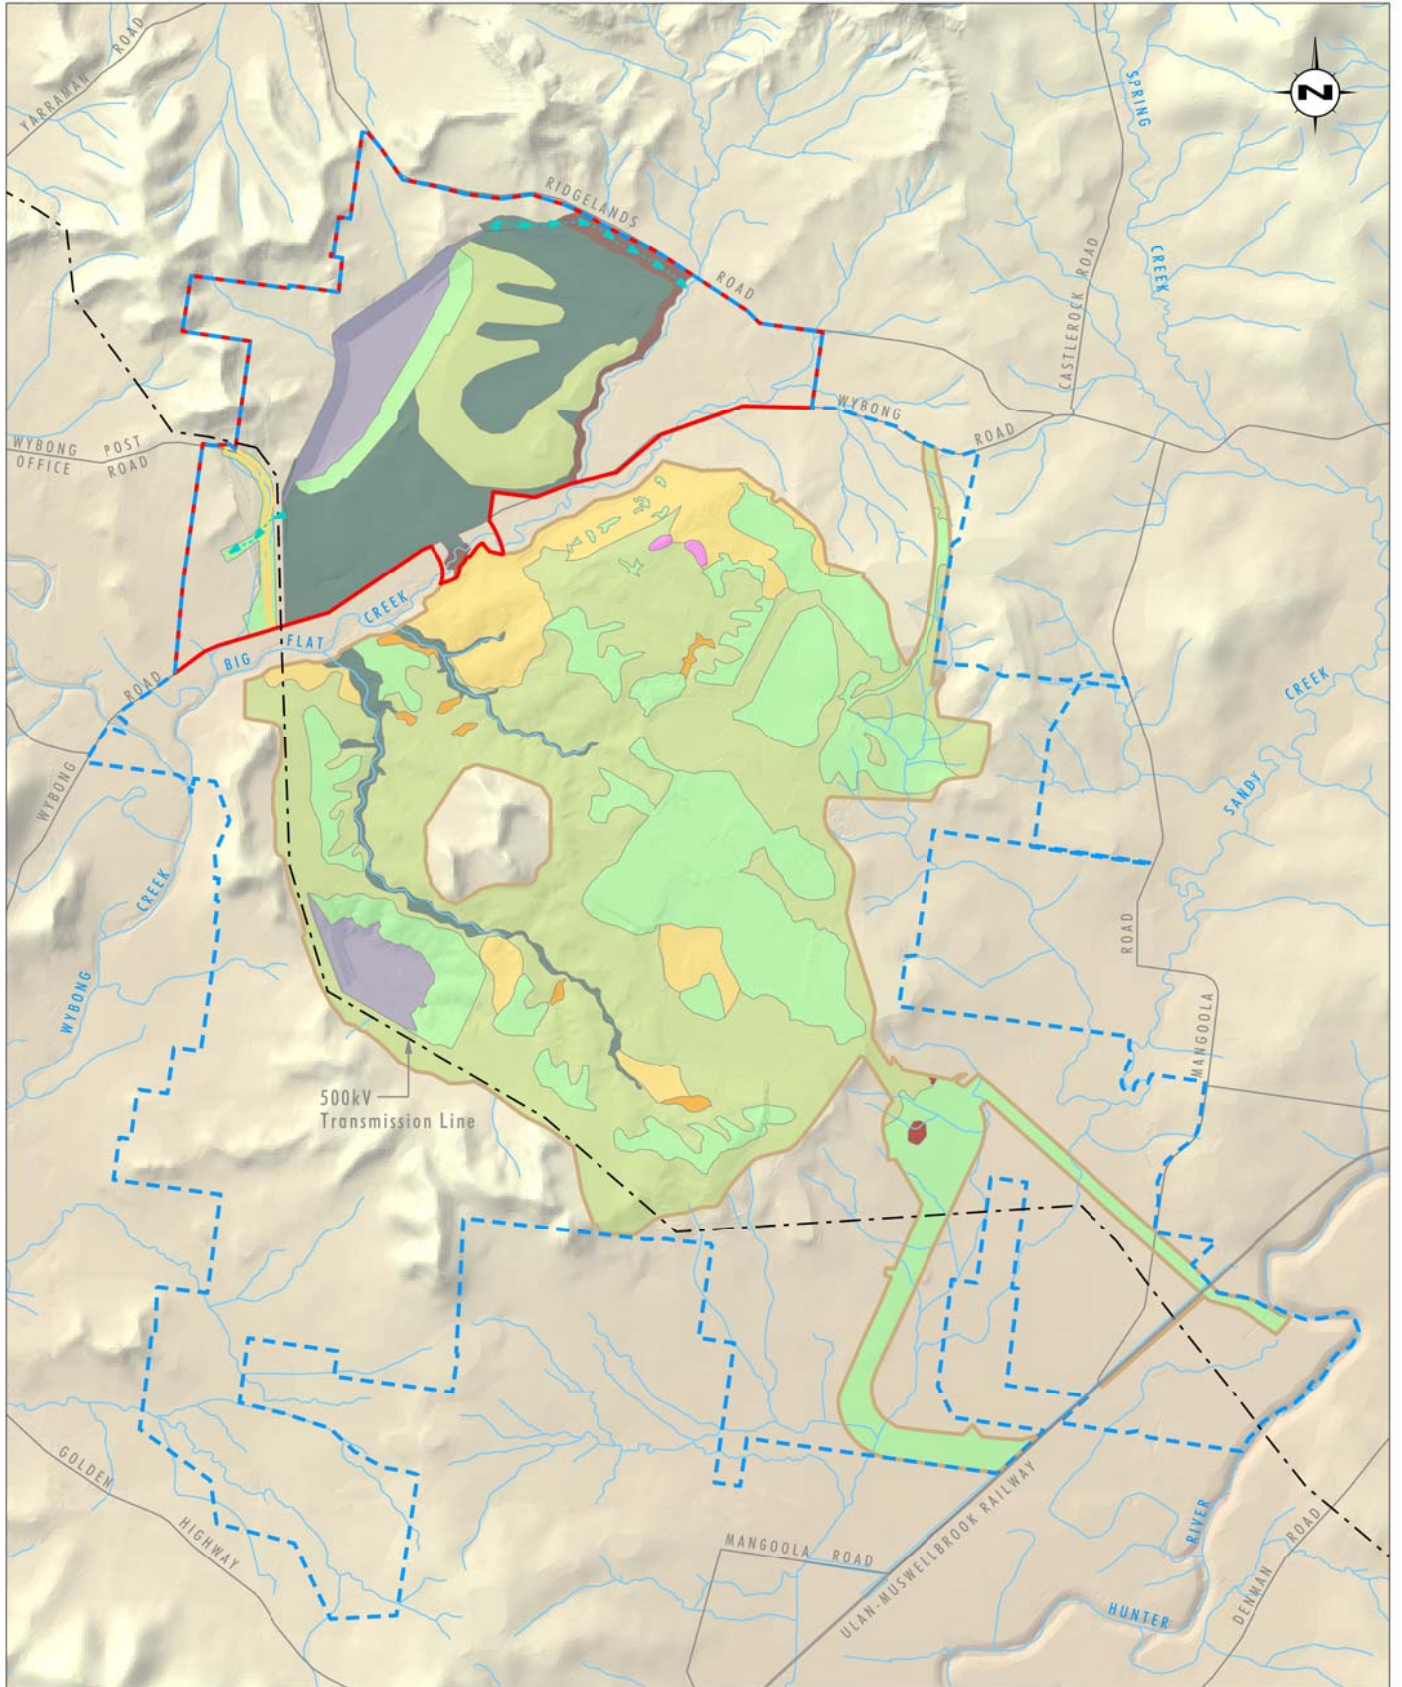 YARRAMAN ROAD
SPRING
CREEK
N
RIDGELANDS
ROAD
CASTLEROCK ROAD
WYBONG
ROAD
WYBONG POST
OFFICE ROAD
CREEK
FLAT
BIG
ROAD
WYBONG
CREEK
SANDY
CREEK
WYBONG
ROAD
MANGOOLA
500kV
Transmission Line
GOLDEN
HIGHWAY
MANGOOLA ROAD
ULAN-MUSWELLBROOK RAILWAY
RIVER
HUNTER
DENMAN ROAD